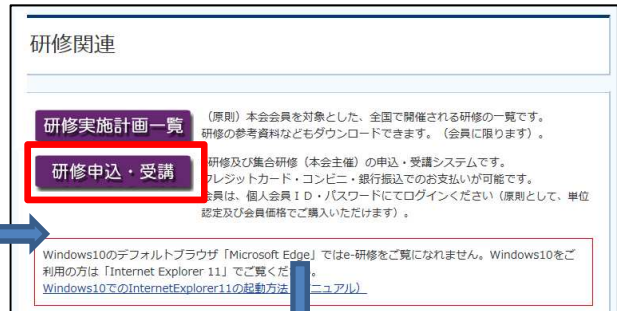 研修関連
研修実施計画一覧
(原則)本会会員を対象とした、全国で開催される研修の一覧です。
研修の参考資料などもダウンロードできます。(会員に限ります)。
研修申込・受講
研修及び集合研修(本会主催)の申込・受講システムです。
レジットカード・コンビニ・銀行振込でのお支払いが可能です。
会員は、個人会員ID・パスワードにてログインください(原則として、単位
認定及び会員価格でご購入いただけます)。
Windows10のデフォルトブラウザ「Microsoft Edge」ではe-研修をご覧になれません。Windows10をご
利用の方は「Internet Explorer 11」でご覧くだ 。
Windows10でのInternetExplorer11の起動方法 ニュアル)